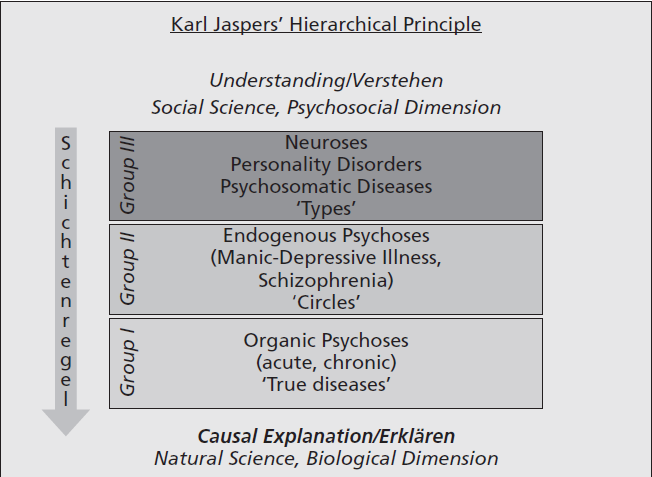 Karl Jaspers’ Hierarchical Principle
Understanding/Verstehen
Social Science, Psychosocial Dimension
Schichtenregel
Group III
Neuroses
Personality Disorders
Psychosomatic Diseases
‘Types’
Group II
Endogenous Psychoses
(Manic-Depressive Illness,
Schizophrenia)
‘Circles’
Group I
Organic Psychoses
(acute, chronic)
‘True diseases’
Causal Explanation/Erklären
Natural Science, Biological Dimension